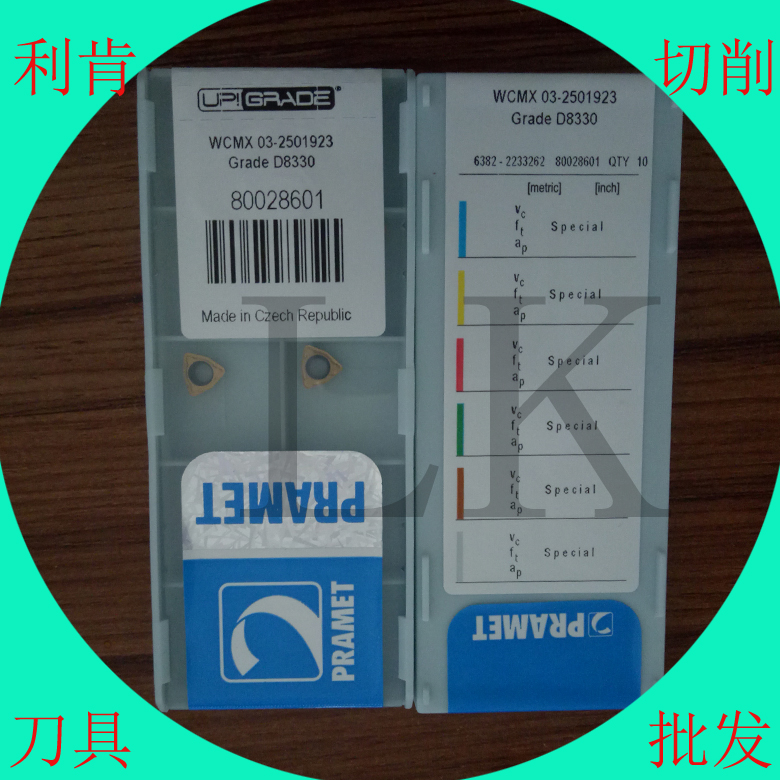 利肯
切削
UP!GRADE®
WCMX 03-2501923
Grade D8330
80028601
Made in Czech Republic
PRAMET
PRAMET
WCMX 03-2501923
Grade D8330
6382 - 2233262 80028601 QTY 10
[metric] [inch]
vc
ft Special
ap
vc
ft Special
ap
vc
ft Special
ap
vc
ft Special
ap
vc
ft Special
ap
vc
ft Special
ap
PRAMET
LK
刀具
批发